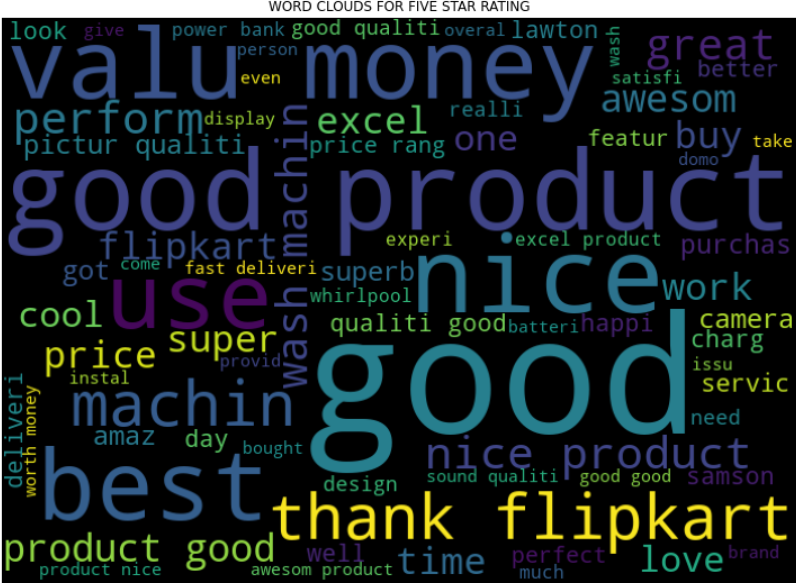 WORD CLOUDS FOR FIVE STAR RATING
look
give
power bank
good qualiti
overal
lawton
wash
great
valu money
person
even
satisfi
better
perform
display
excel
realli
awesom
pictur qualiti
price rang
one
featur
buy
take
domo
wash machin
good product
flipkart
experi
excel product
purchas
got
come
fast deliveri
superb
nice
work
use
whirlpool
cool
super
qualiti good
batteri
happi
camera
charg
price
provid
issu
instal
servic
good
machin
deliveri
worth money
amaz
day
bought
need
best
nice product
design
sound qualiti
good good
samson
thank flipkart
product good
well
time
perfect
love
brand
product nice
awesom product
much